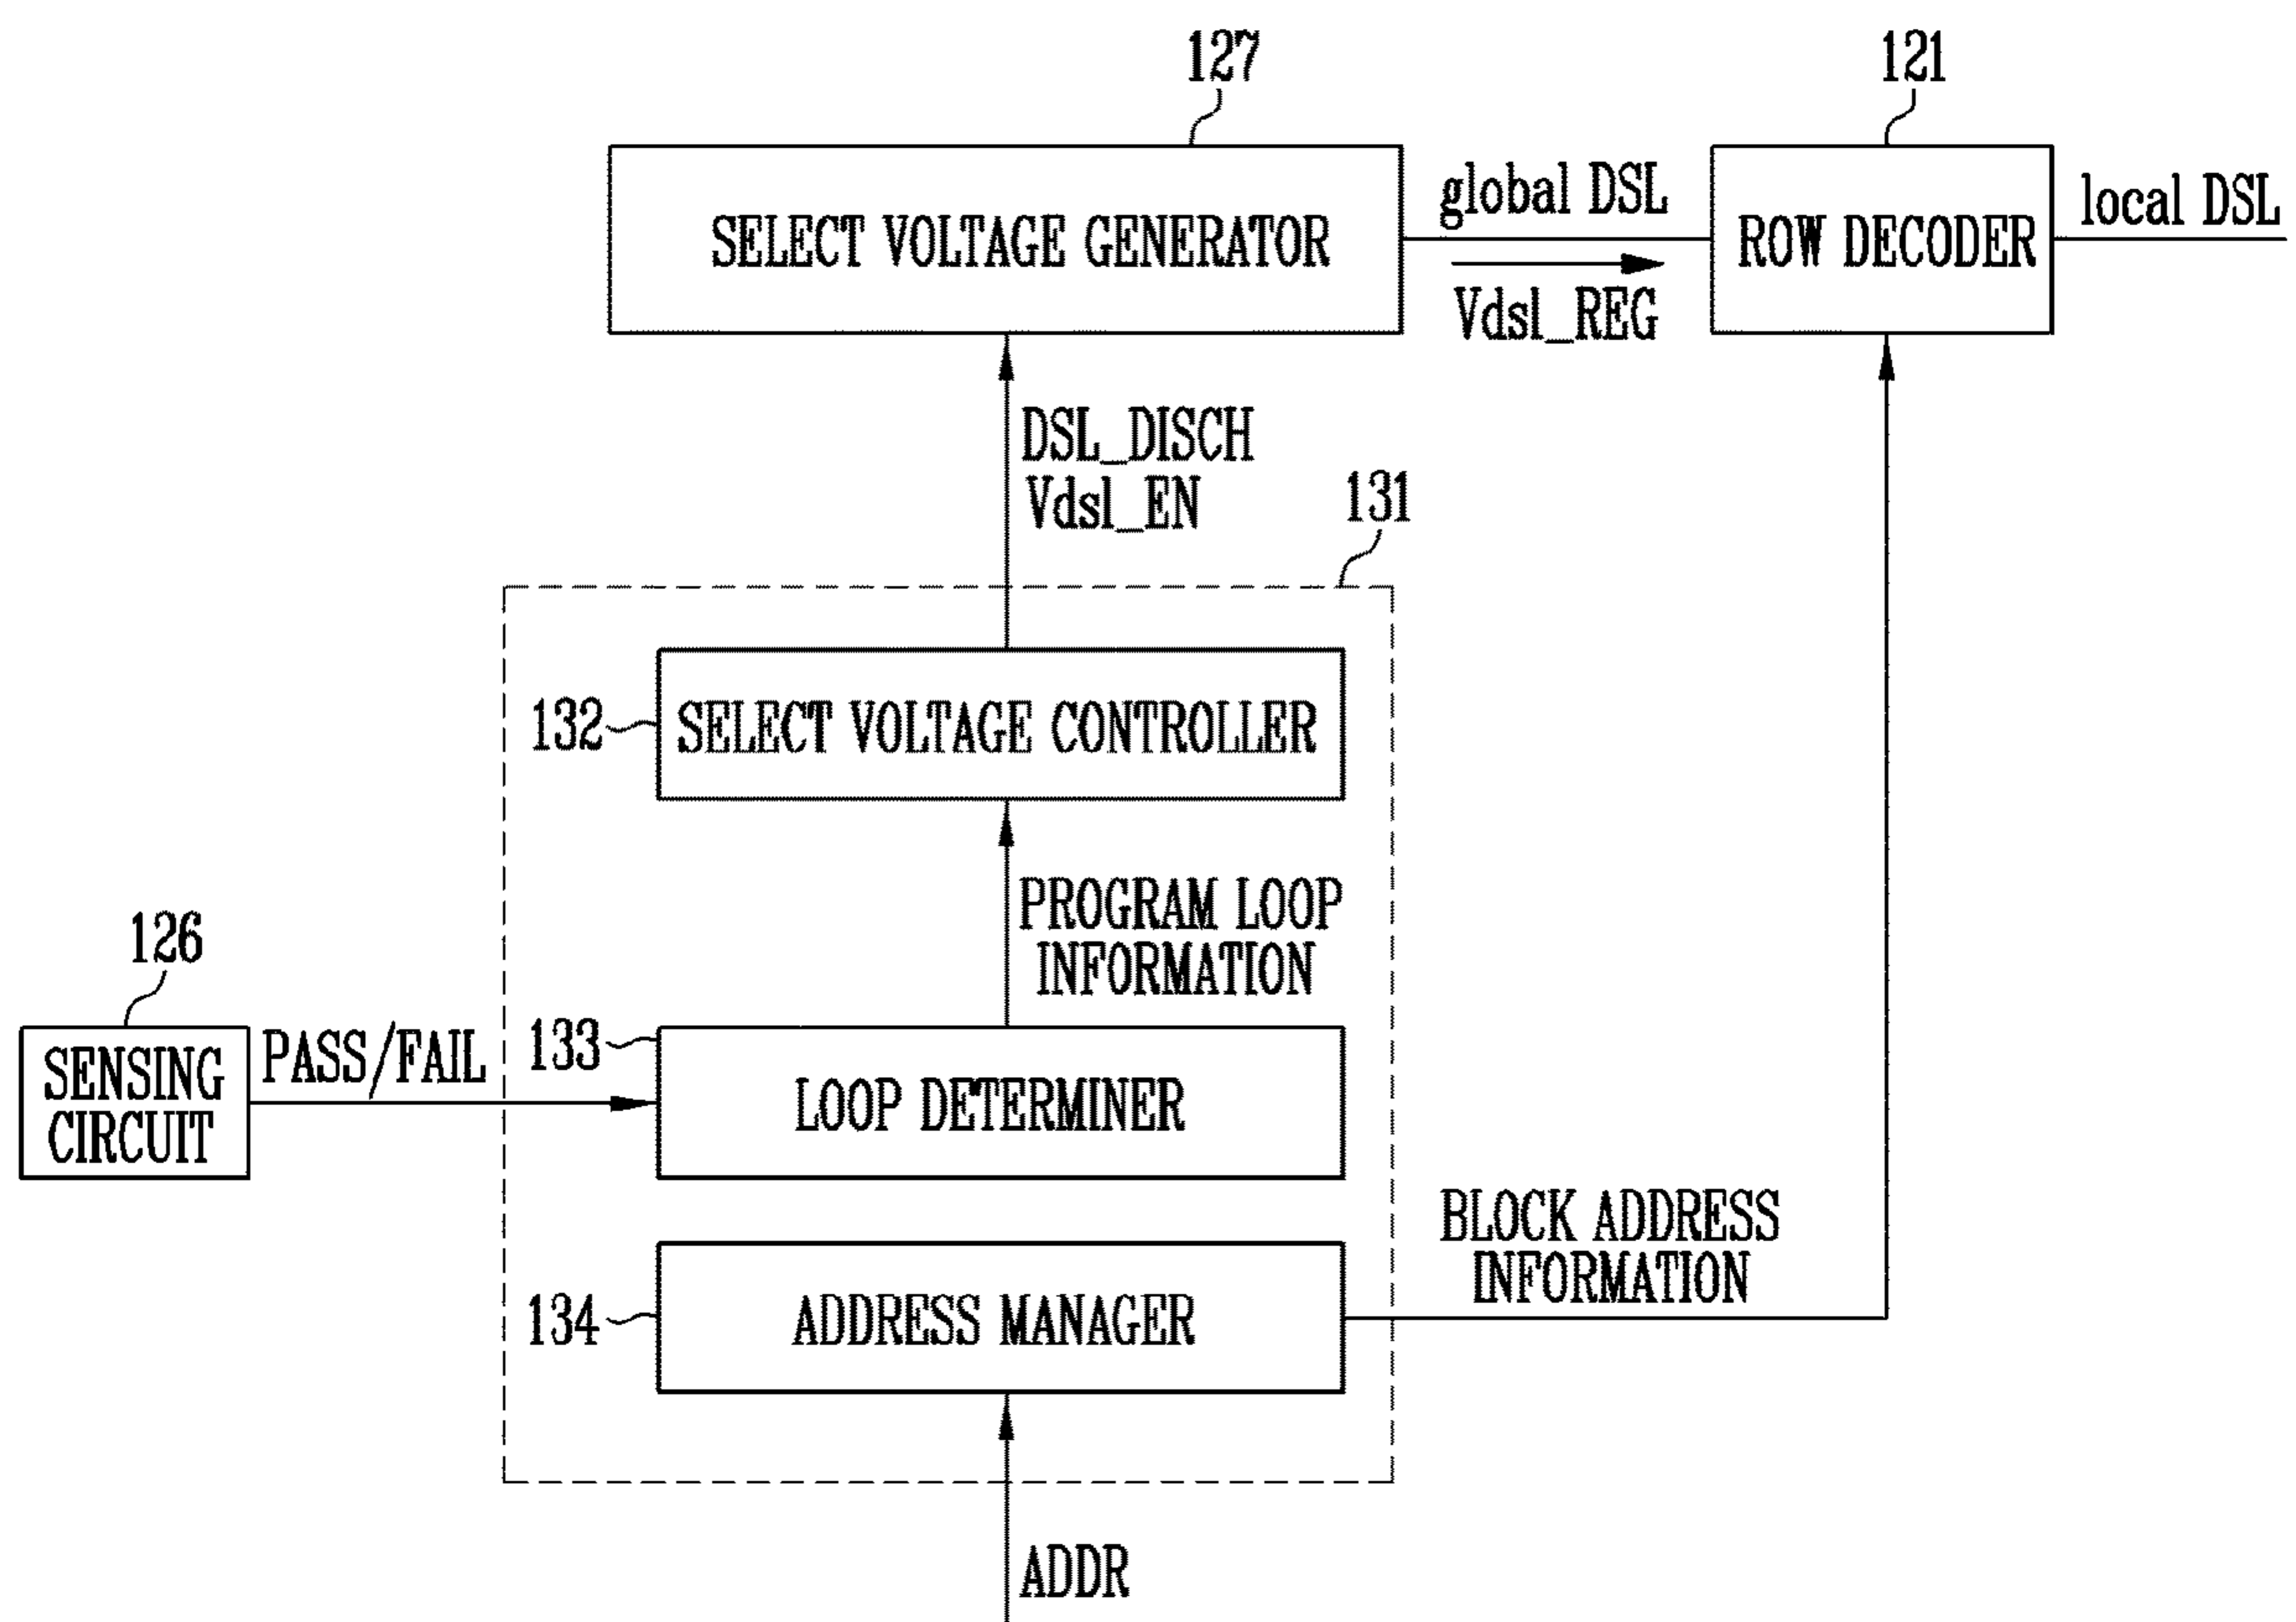 127
121
SELECT VOLTAGE GENERATOR
global DSL
Vdsl_REG
ROW DECODER
local DSL
DSL_DISCH
Vdsl_EN
131
132
SELECT VOLTAGE CONTROLLER
PROGRAM LOOP
INFORMATION
126
SENSING
CIRCUIT
PASS/FAIL
133
LOOP DETERMINER
134
ADDRESS MANAGER
BLOCK ADDRESS
INFORMATION
ADDR